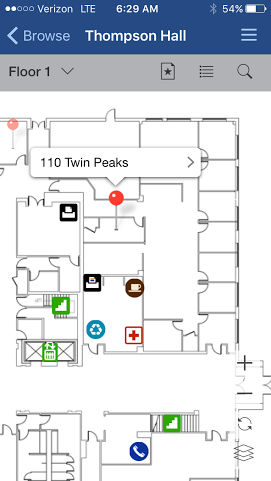 Verizon LTE 6:29 AM 54%
Browse Thompson Hall
Floor 1
110 Twin Peaks